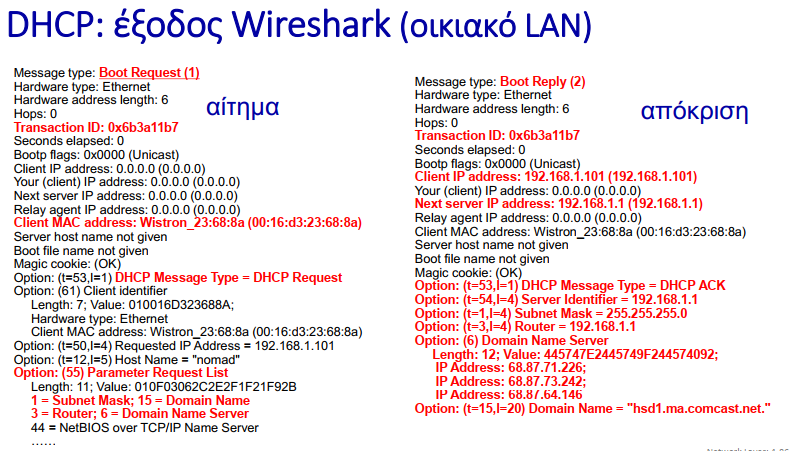 DHCP: έξοδος Wireshark (οικιακό LAN)
Message type: Boot Request (1)
Hardware type: Ethernet
Hardware address length: 6
Hops: 0
Transaction ID: 0x6b3a11b7
Seconds elapsed: 0
Bootp flags: 0x0000 (Unicast)
Client IP address: 0.0.0.0 (0.0.0.0)
Your (client) IP address: 0.0.0.0 (0.0.0.0)
Next server IP address: 0.0.0.0 (0.0.0.0)
Relay agent IP address: 0.0.0.0 (0.0.0.0)
Client MAC address: Wistron_23:68:8a (00:16:d3:23:68:8a)
Server host name not given
Boot file name not given
Magic cookie: (OK)
Option: (t=53,l=1) DHCP Message Type = DHCP Request
Option: (61) Client identifier
Length: 7; Value: 010016D323688A;
Hardware type: Ethernet
Client MAC address: Wistron_23:68:8a (00:16:d3:23:68:8a)
Option: (t=50,l=4) Requested IP Address = 192.168.1.101
Option: (t=12,l=5) Host Name = "nomad"
Option: (55) Parameter Request List
Length: 11; Value: 010F03062C2E2F1F21F92B
1 = Subnet Mask; 15 = Domain Name
3 = Router; 6 = Domain Name Server
44 = NetBIOS over TCP/IP Name Server
……
αίτημα
Message type: Boot Reply (2)
Hardware type: Ethernet
Hardware address length: 6
Hops: 0
Transaction ID: 0x6b3a11b7
Seconds elapsed: 0
Bootp flags: 0x0000 (Unicast)
Client IP address: 192.168.1.101 (192.168.1.101)
Your (client) IP address: 0.0.0.0 (0.0.0.0)
Next server IP address: 192.168.1.1 (192.168.1.1)
Relay agent IP address: 0.0.0.0 (0.0.0.0)
Client MAC address: Wistron_23:68:8a (00:16:d3:23:68:8a)
Server host name not given
Boot file name not given
Magic cookie: (OK)
Option: (t=53,l=1) DHCP Message Type = DHCP ACK
Option: (t=54,l=4) Server Identifier = 192.168.1.1
Option: (t=1,l=4) Subnet Mask = 255.255.255.0
Option: (t=3,l=4) Router = 192.168.1.1
Option: (6) Domain Name Server
Length: 12; Value: 445747E2445749F244574092;
IP Address: 68.87.71.226;
IP Address: 68.87.73.242;
IP Address: 68.87.64.146
Option: (t=15,l=20) Domain Name = "hsd1.ma.comcast.net."
απόκριση